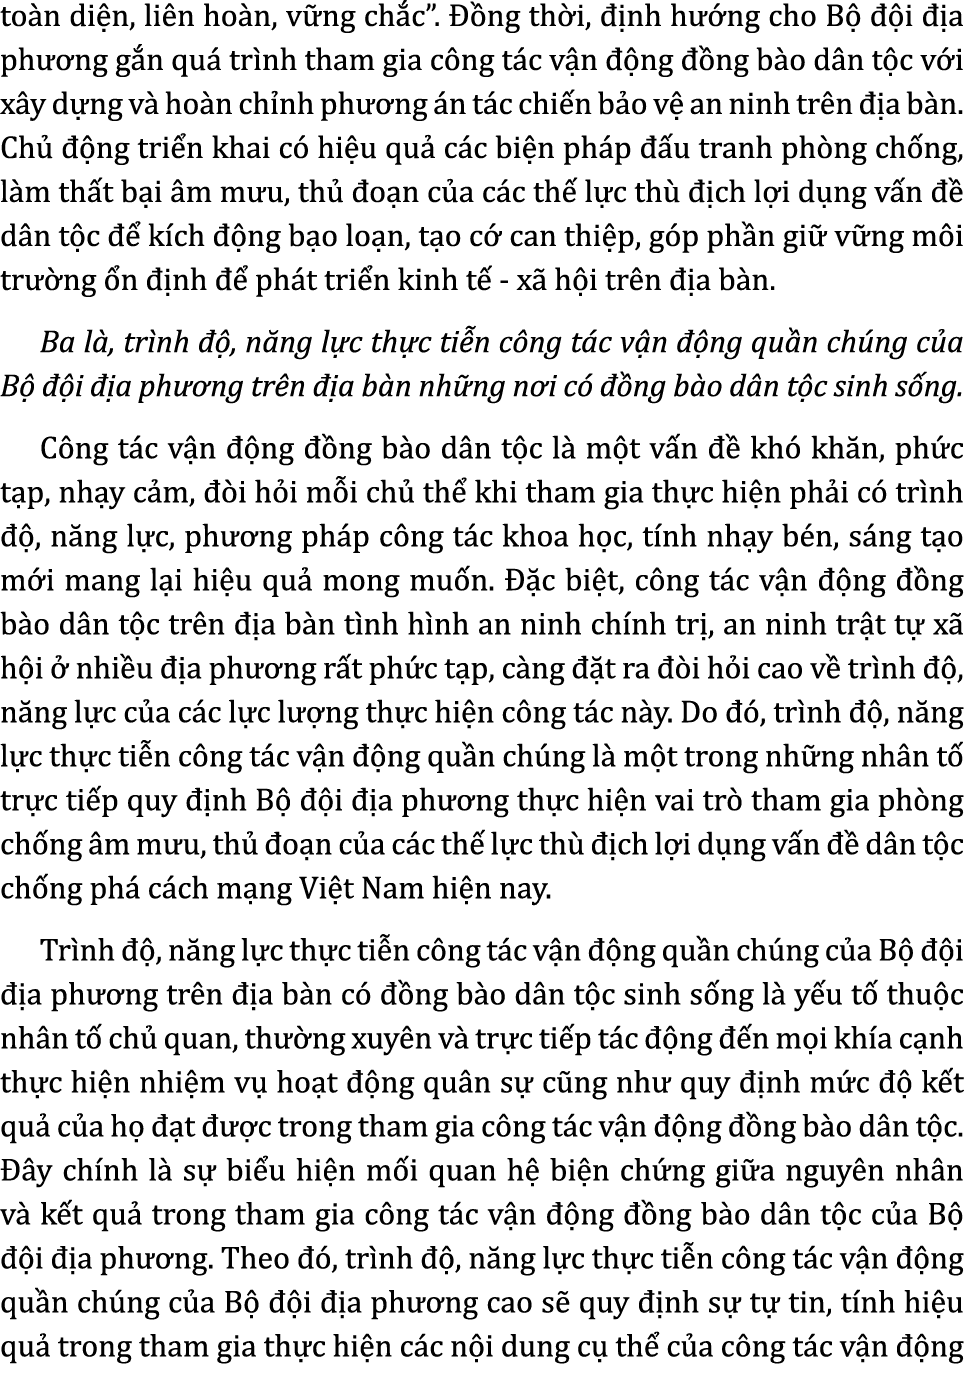 toàn diện, liên hoàn, vững chắc”. Đồng thời, định hướng cho Bộ đội địa
phương gắn quá trình tham gia công tác vận động đồng bào dân tộc với
xây dựng và hoàn chỉnh phương án tác chiến bảo vệ an ninh trên địa bàn.
Chủ động triển khai có hiệu quả các biện pháp đấu tranh phòng chống,
làm thất bại âm mưu, thủ đoạn của các thế lực thù địch lợi dụng vấn đề
dân tộc để kích động bạo loạn, tạo cớ can thiệp, góp phần giữ vững môi
trường ổn định để phát triển kinh tế - xã hội trên địa bàn.
Ba là, trình độ, năng lực thực tiễn công tác vận động quần chúng của
Bộ đội địa phương trên địa bàn những nơi có đồng bào dân tộc sinh sống.
Công tác vận động đồng bào dân tộc là một vấn đề khó khăn, phức
tạp, nhạy cảm, đòi hỏi mỗi chủ thể khi tham gia thực hiện phải có trình
độ, năng lực, phương pháp công tác khoa học, tính nhạy bén, sáng tạo
mới mang lại hiệu quả mong muốn. Đặc biệt, công tác vận động đồng
bào dân tộc trên địa bàn tình hình an ninh chính trị, an ninh trật tự xã
hội ở nhiều địa phương rất phức tạp, càng đặt ra đòi hỏi cao về trình độ,
năng lực của các lực lượng thực hiện công tác này. Do đó, trình độ, năng
lực thực tiễn công tác vận động quần chúng là một trong những nhân tố
trực tiếp quy định Bộ đội địa phương thực hiện vai trò tham gia phòng
chống âm mưu, thủ đoạn của các thế lực thù địch lợi dụng vấn đề dân tộc
chống phá cách mạng Việt Nam hiện nay.
Trình độ, năng lực thực tiễn công tác vận động quần chúng của Bộ đội
địa phương trên địa bàn có đồng bào dân tộc sinh sống là yếu tố thuộc
nhân tố chủ quan, thường xuyên và trực tiếp tác động đến mọi khía cạnh
thực hiện nhiệm vụ hoạt động quân sự cũng như quy định mức độ kết
quả của họ đạt được trong tham gia công tác vận động đồng bào dân tộc.
Đây chính là sự biểu hiện mối quan hệ biện chứng giữa nguyên nhân
và kết quả trong tham gia công tác vận động đồng bào dân tộc của Bộ
đội địa phương. Theo đó, trình độ, năng lực thực tiễn công tác vận động
quần chúng của Bộ đội địa phương cao sẽ quy định sự tự tin, tính hiệu
quả trong tham gia thực hiện các nội dung cụ thể của công tác vận động